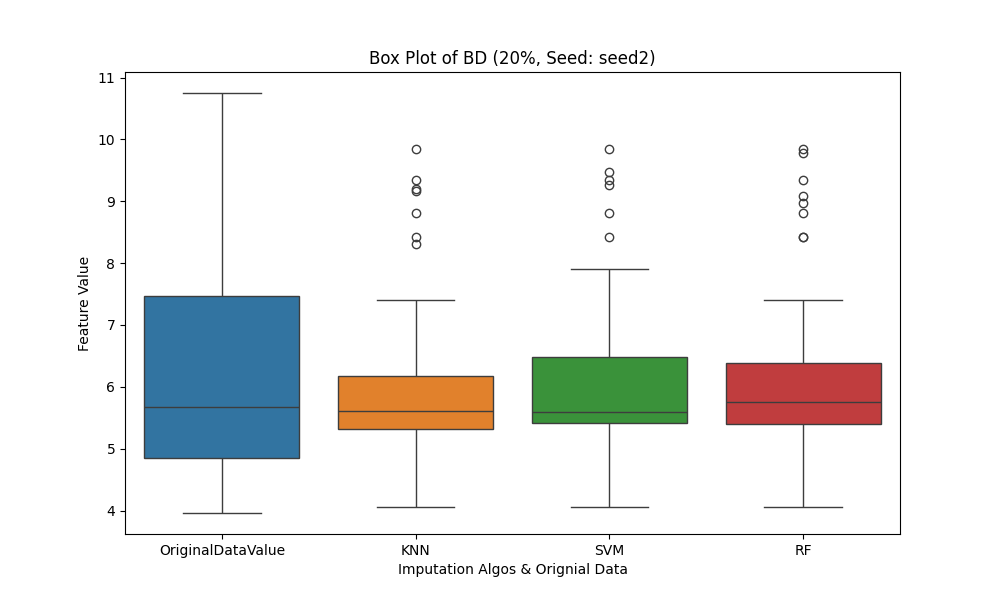 Box Plot of BD (20%, Seed: seed2)
Feature Value
11
10
9
8
7
6
5
4
OriginalDataValue KNN SVM RF
Imputation Algos & Orignial Data